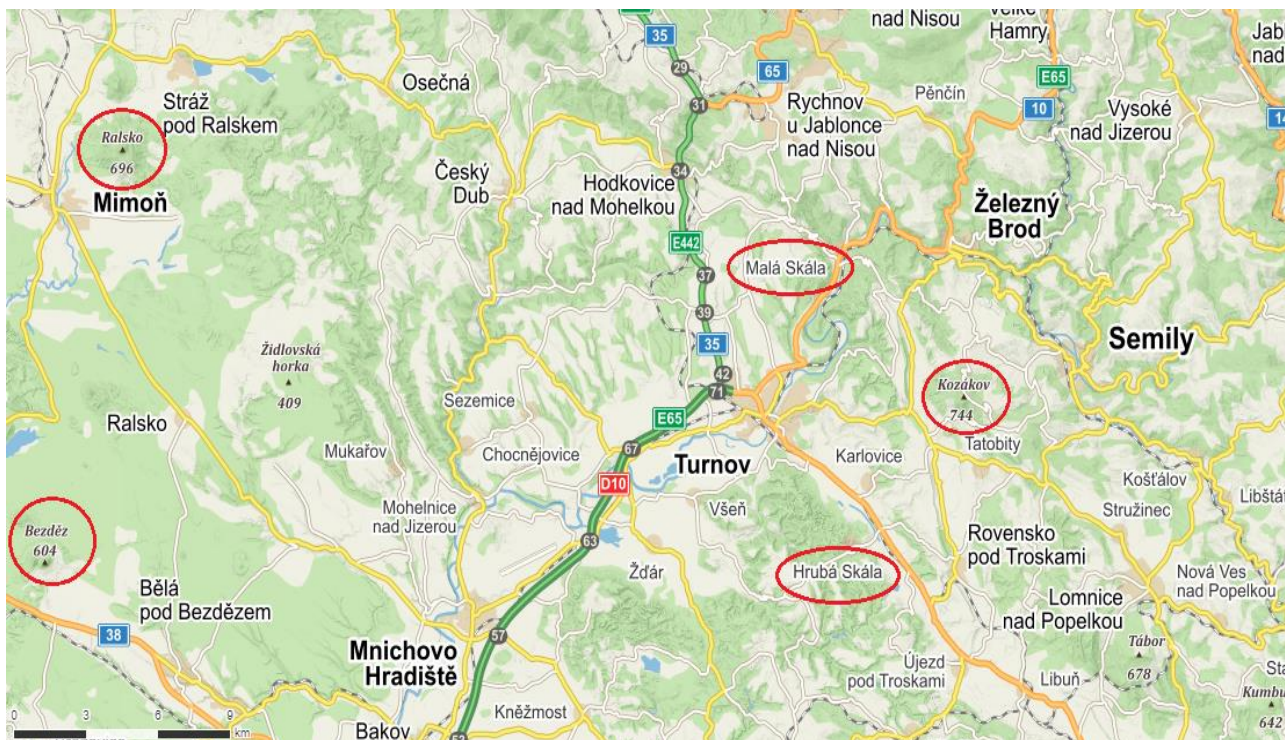 nad Nisou
Velké
Hamry
35
E65
29
65
Osečná
Pěnčín
Stráž
pod Ralskem
31
Rychnov
u Jablonce
nad Nisou
10
Vysoké
nad Jizerou
14
Ralsko
696
Český
Dub
34
Hodkovice
nad Mohelkou
Mimoň
Železný
Brod
E442
37
Malá Skála
39
35
Semily
Židlovská
horka
409
42
71
Kozákov
744
Sezemice
E65
Ralsko
Mukařov
Chocnějovice
67
Turnov
Karlovice
Tatobity
D10
Košťálov
Mohelnice
nad Jizerou
Všeň
Stružinec
Bezděz
604
63
Rovensko
pod Troskami
Žďár
Hrubá Skála
Nová Ves
nad Popelkou
Bělá
pod Bezdězem
Lomnice
nad Popelkou
38
57
Tábor
678
Mnichovo
Hradiště
Újezd
pod Troskami
Libuň
Kněžmost
Bakov
642
0 3 6 9
km